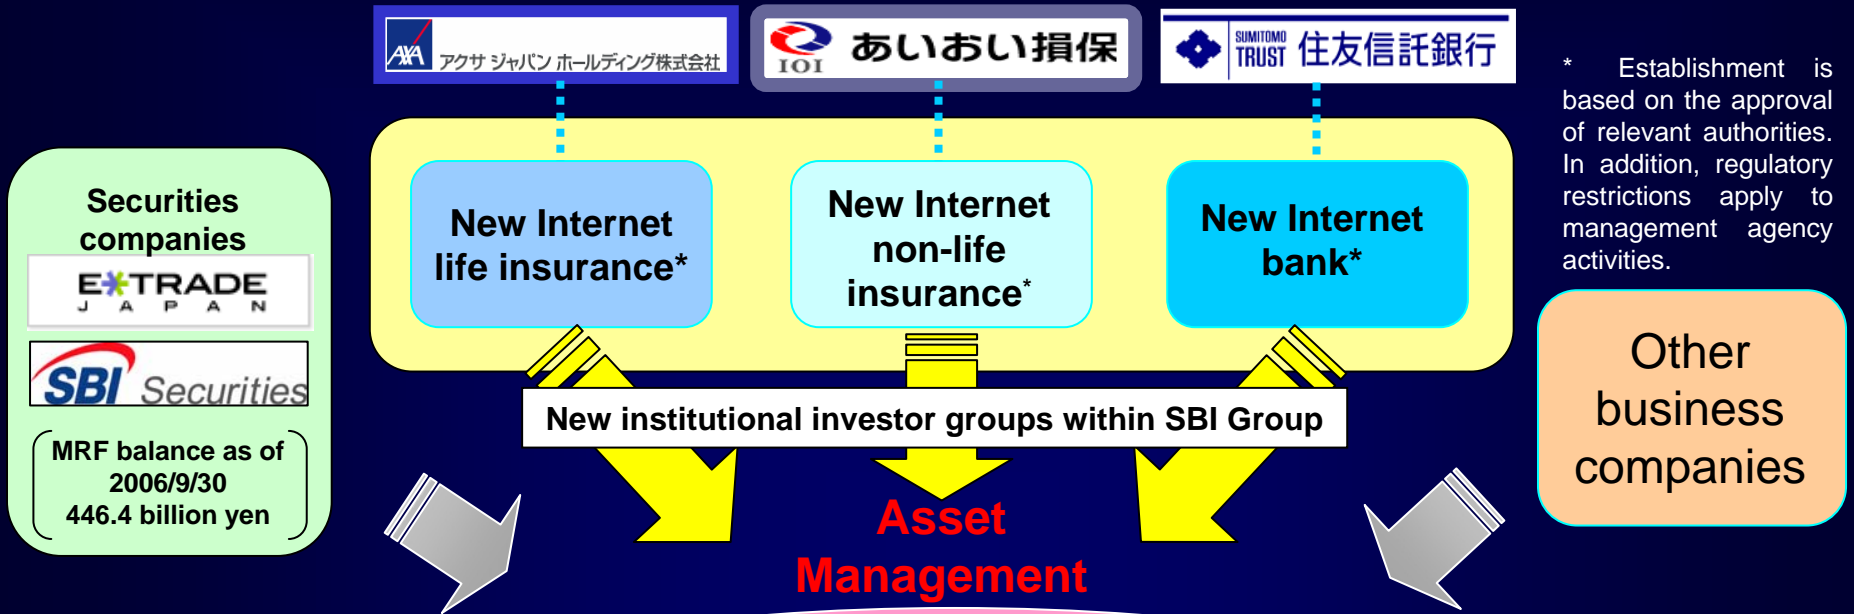 AXA
アクサ ジャパン ホールディング株式会社
IOI
あいおい損保
SUMITOMO
TRUST
住友信託銀行
* Establishment is
based on the approval
of relevant authorities.
In addition, regulatory
restrictions apply to
management agency
activities.
Securities
companies
E*TRADE
JAPAN
SBI Securities
MRF balance as of
2006/9/30
446.4 billion yen
New Internet
life insurance*
New Internet
non-life
insurance*
New Internet
bank*
New institutional investor groups within SBI Group
Other
business
companies
Asset
Management